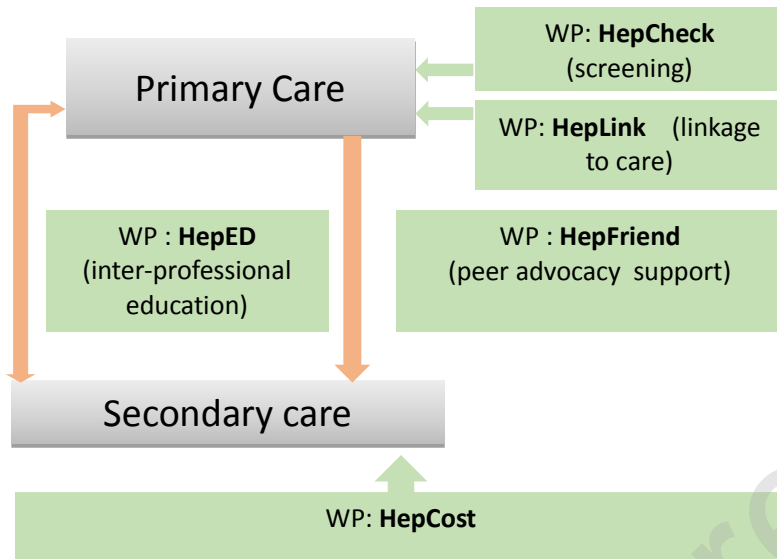 WP: HepCheck
(screening)
Primary Care
WP: HepLink (linkage
to care)
WP : HepED
(inter-professional
education)
WP : HepFriend
(peer advocacy support)
Secondary care
WP: HepCost